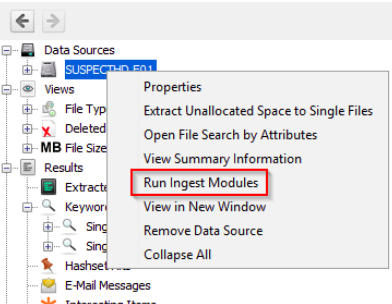 Data Sources
SUSPECTHD.E01
Views
File Typ
Deleted
MB File Size
Results
Extracte
Keyword
Sing
Sing
Hashset
E-Mail Messages
Interesting Items
Properties
Extract Unallocated Space to Single Files
Open File Search by Attributes
View Summary Information
Run Ingest Modules
View in New Window
Remove Data Source
Collapse All